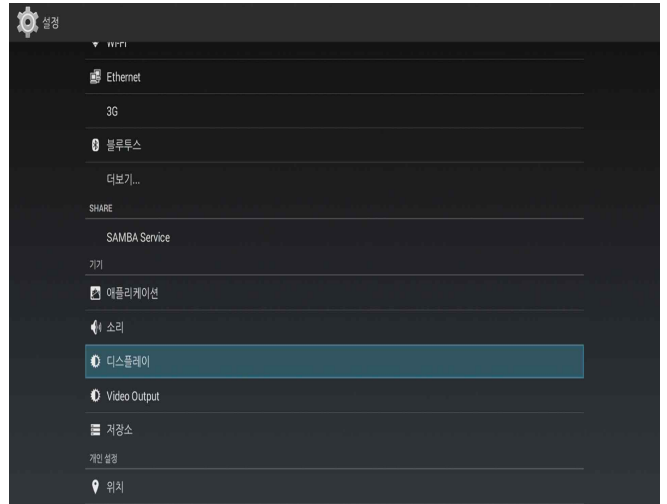 설정
Wi-Fi
Ethernet
3G
블루투스
더보기...
SHARE
SAMBA Service
기기
애플리케이션
소리
디스플레이
Video Output
저장소
개인 설정
위치